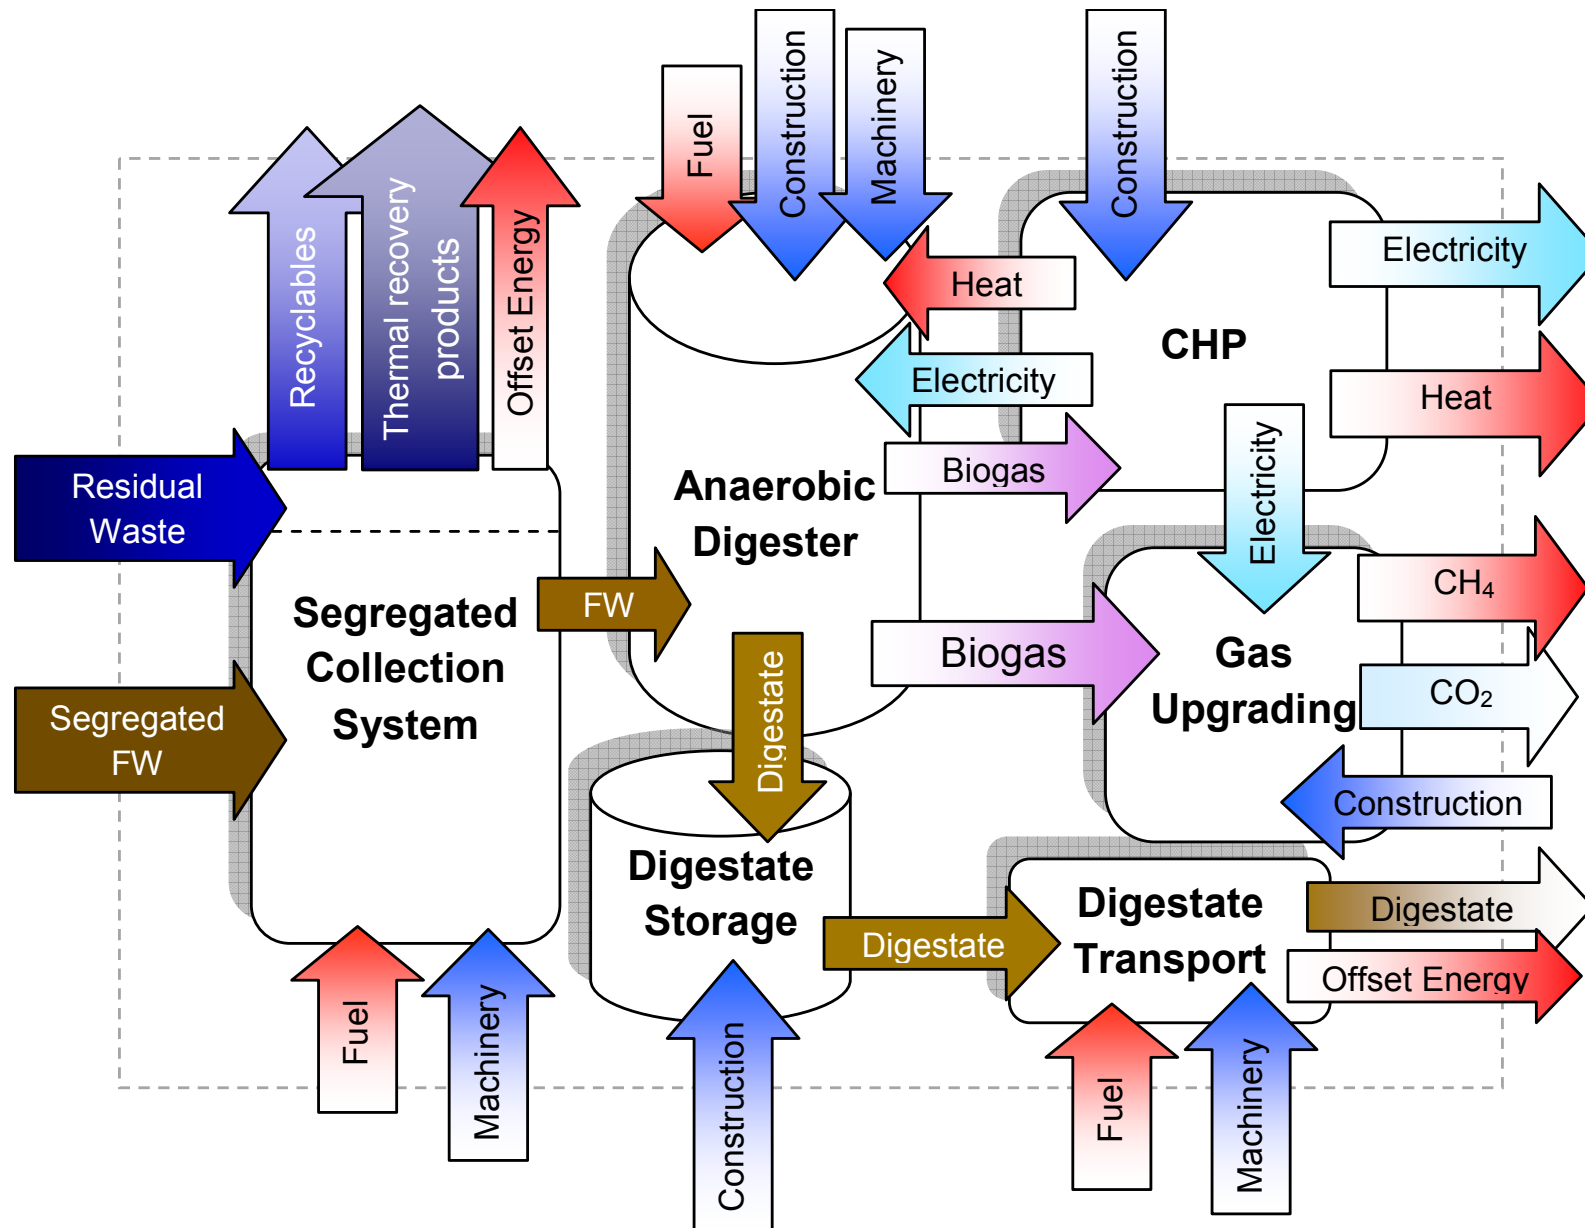 Construction
Machinery
Construction
Fuel
Recyclables
Thermal recovery
products
Offset Energy
Heat
Electricity
CHP
Electricity
Heat
Electricity
Biogas
Anaerobic
Digester
Residual
Waste
Segregated
Collection
System
FW
Biogas
Gas
Upgrading
CH₄
CO₂
Construction
Segregated
FW
Digestate
Digestate
Storage
Digestate
Digestate
Transport
Digestate
Offset Energy
Fuel
Machinery
Construction
Fuel
Machinery